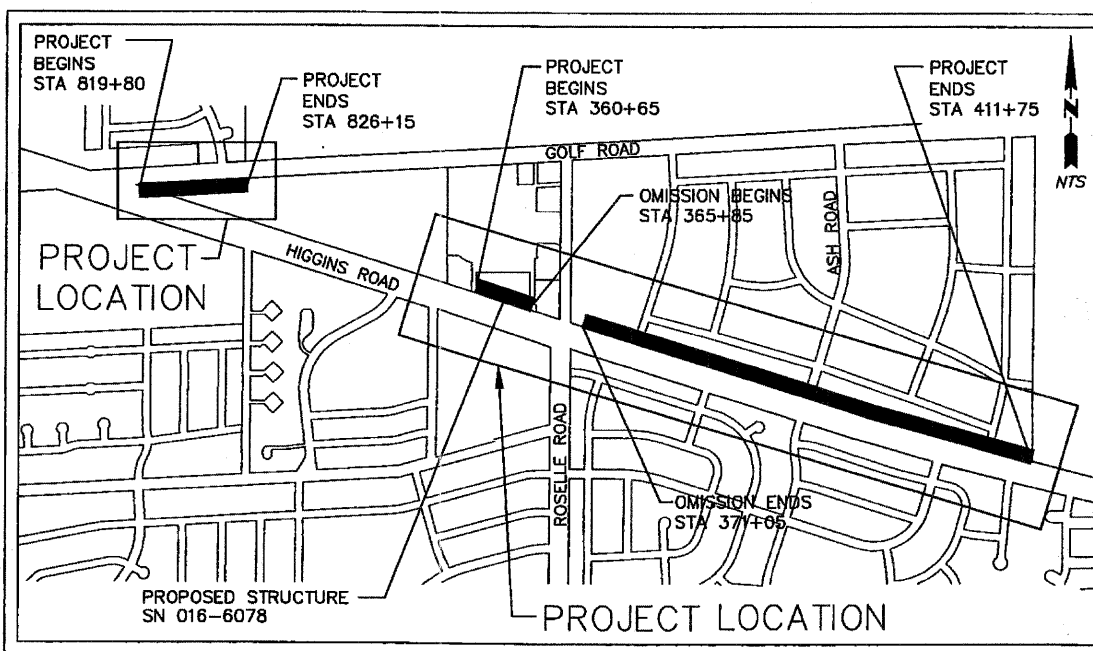 PROJECT
BEGINS
STA 819+80
PROJECT
ENDS
STA 826+15
PROJECT
BEGINS
STA 360+65
PROJECT
ENDS
STA 411+75
N
NTS
GOLF ROAD
OMISSION BEGINS
STA 365+85
ASH ROAD
PROJECT
LOCATION
HIGGINS ROAD
ROSELLE ROAD
OMISSION ENDS
STA 371+05
PROPOSED STRUCTURE
SN 016-6078
PROJECT LOCATION